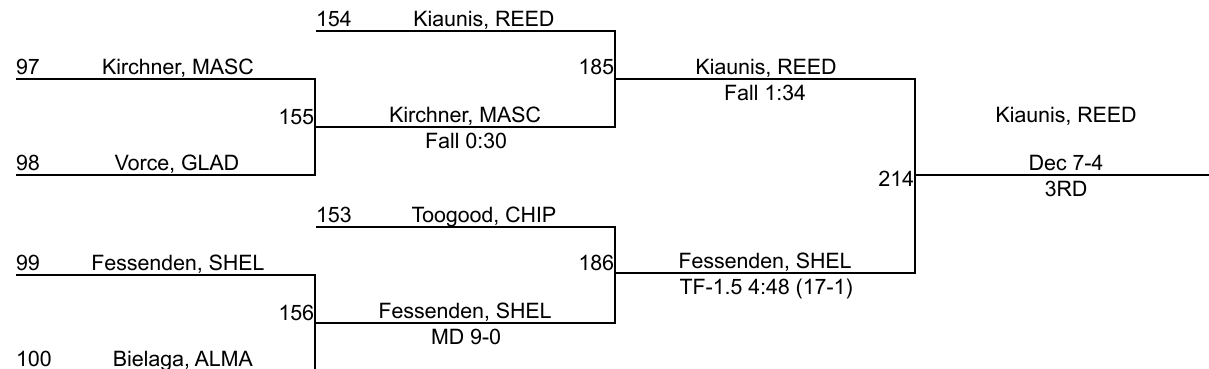 154 Kiaunis, REED
97 Kirchner, MASC
185 Kiaunis, REED
Fall 1:34
155 Kirchner, MASC
Fall 0:30
Kiaunis, REED
98 Vorce, GLAD
Dec 7-4
214
3RD
153 Toogood, CHIP
99 Fessenden, SHEL
186 Fessenden, SHEL
TF-1.5 4:48 (17-1)
156 Fessenden, SHEL
MD 9-0
100 Bielaga, ALMA